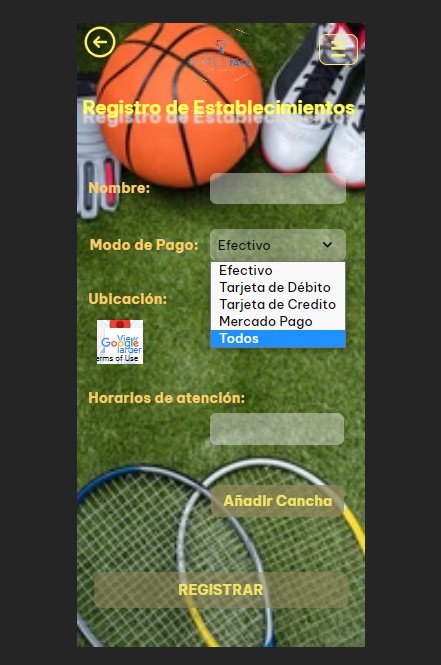 Registro de Establecimientos
Nombre:
Modo de Pago:
Efectivo
Efectivo
Tarjeta de Débito
Tarjeta de Credito
Mercado Pago
Todos
Ubicación:
View
Google
larger
erms of Use
Horarios de atención:
Añadir Cancha
REGISTRAR